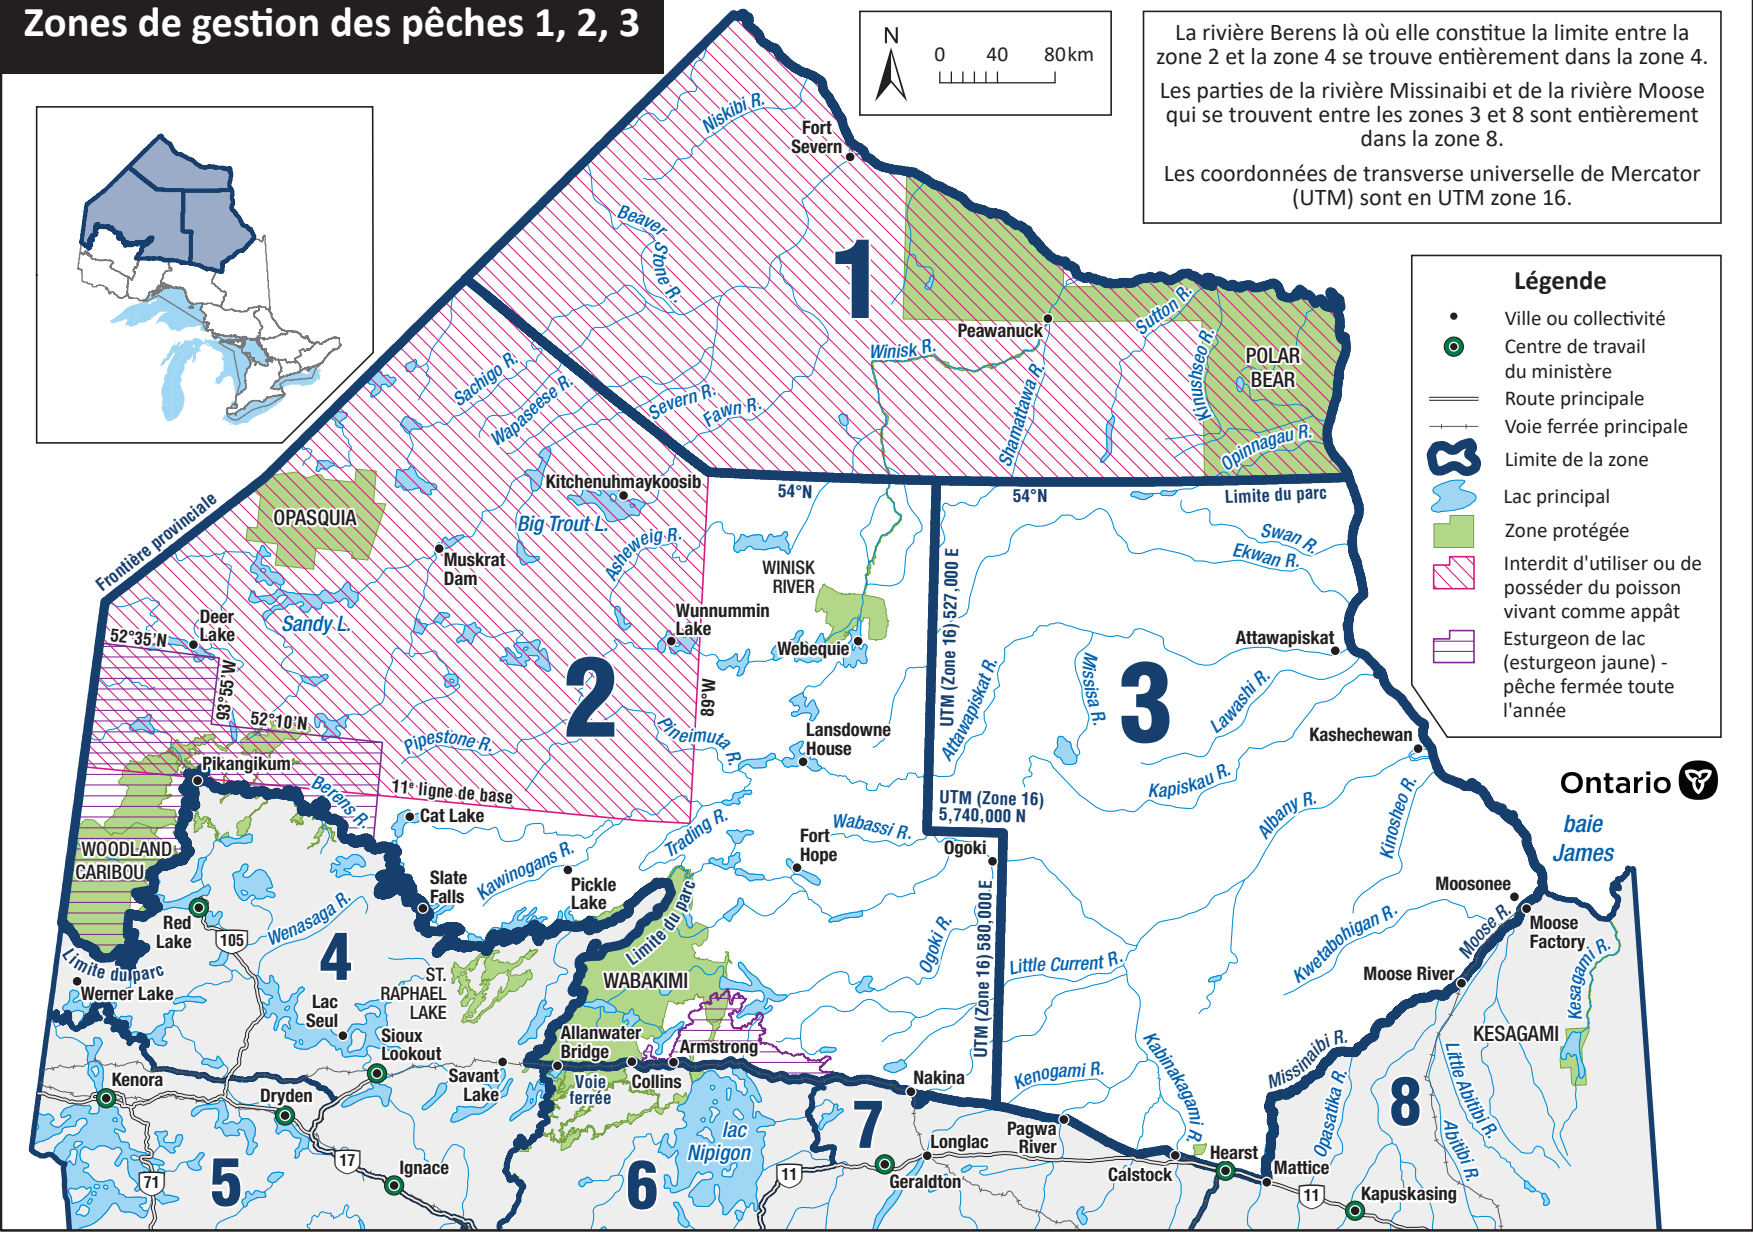 Zones de gestion des pêches 1, 2, 3
N
0 40 80 km
La rivière Berens là où elle constitue la limite entre la
zone 2 et la zone 4 se trouve entièrement dans la zone 4.
Les parties de la rivière Missinaibi et de la rivière Moose
qui se trouvent entre les zones 3 et 8 sont entièrement
dans la zone 8.
Les coordonnées de transverse universelle de Mercator
(UTM) sont en UTM zone 16.
Légende
Ville ou collectivité
Centre de travail
du ministère
Route principale
Voie ferrée principale
Limite de la zone
Lac principal
Zone protégée
Interdit d'utiliser ou de
posséder du poisson
vivant comme appât
Esturgeon de lac
(esturgeon jaune) -
pêche fermée toute
l'année
Ontario
baie
James
Niskibi R.
Fort
Severn
Beaver
Stone R.
1
Peawanuck
Sutton R.
Winisk R.
Kinushseo R.
POLAR
BEAR
Shamattawa R.
Opinnagau R.
Sachigo R.
Wapaseese R.
Severn R.
Fawn R.
54°N
54°N
Limite du parc
Frontière provinciale
OPASQUIA
Kitchenuhmaykoosib
Big Trout L.
Asheweig R.
Muskrat
Dam
WINISK
RIVER
Swan R.
Ekwan R.
UTM (Zone 16) 527,000 E
Deer
Lake
Sandy L.
Wunnummin
Lake
Webequie
52°35'N
93°55'W
52°10'N
89°W
2
3
Attawapiskat
Attawapiskat R.
Missisa R.
Lawashi R.
Pipestone R.
Pineimuta R.
Lansdowne
House
Kashechewan
Kapiskau R.
Pikangikum
Berens R.
11e ligne de base
Cat Lake
UTM (Zone 16)
5,740,000 N
Albany R.
Kinosheo R.
Trading R.
Wabassi R.
Fort
Hope
Ogoki
WOODLAND
CARIBOU
Slate
Falls
Kawinogans R.
Pickle
Lake
Moosonee
Moose R.
Moose
Factory
Red
Lake
105
Wenasaga R.
4
Limite du parc
Ogoki R.
UTM (Zone 16) 580,000 E
Little Current R.
Kwetabohigan R.
Moose River
Kesagami R.
Limite du parc
Werner Lake
ST.
RAPHAEL
LAKE
WABAKIMI
Lac
Seul
Sioux
Lookout
Allanwater
Bridge
Armstrong
KESAGAMI
Missinaibi R.
Little Abitibi R.
Kabinakagami R.
Kenora
Dryden
Savant
Lake
Voie
ferrée
Collins
Nakina
Kenogami R.
Opasatika R.
8
Abitibi R.
7
Pagwa
River
lac
Nipigon
Longlac
Geraldton
Calstock
Hearst
Mattice
17
Ignace
71
5
6
11
11
Kapuskasing